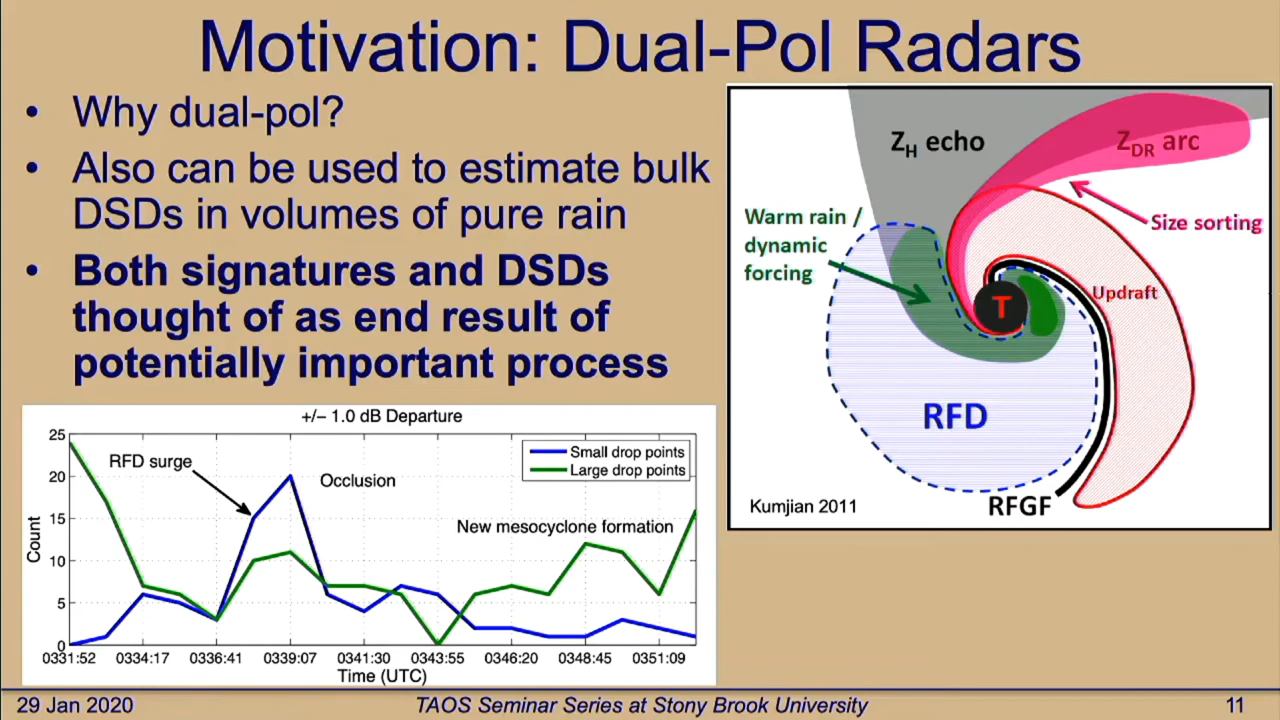 Motivation: Dual-Pol Radars
• Why dual-pol?
• Also can be used to estimate bulk
DSDs in volumes of pure rain
• Both signatures and DSDs
thought of as end result of
potentially important process
Z_H echo
Z_DR arc
Warm rain /
dynamic
forcing
Size sorting
Updraft
T
RFD
RFGF
Kumjian 2011
+/− 1.0 dB Departure
Small drop points
Large drop points
RFD surge
Occlusion
New mesocyclone formation
Count
25
20
15
10
5
0
0331:52 0334:17 0336:41 0339:07 0341:30 0343:55 0346:20 0348:45 0351:09
Time (UTC)
29 Jan 2020 TAOS Seminar Series at Stony Brook University 11